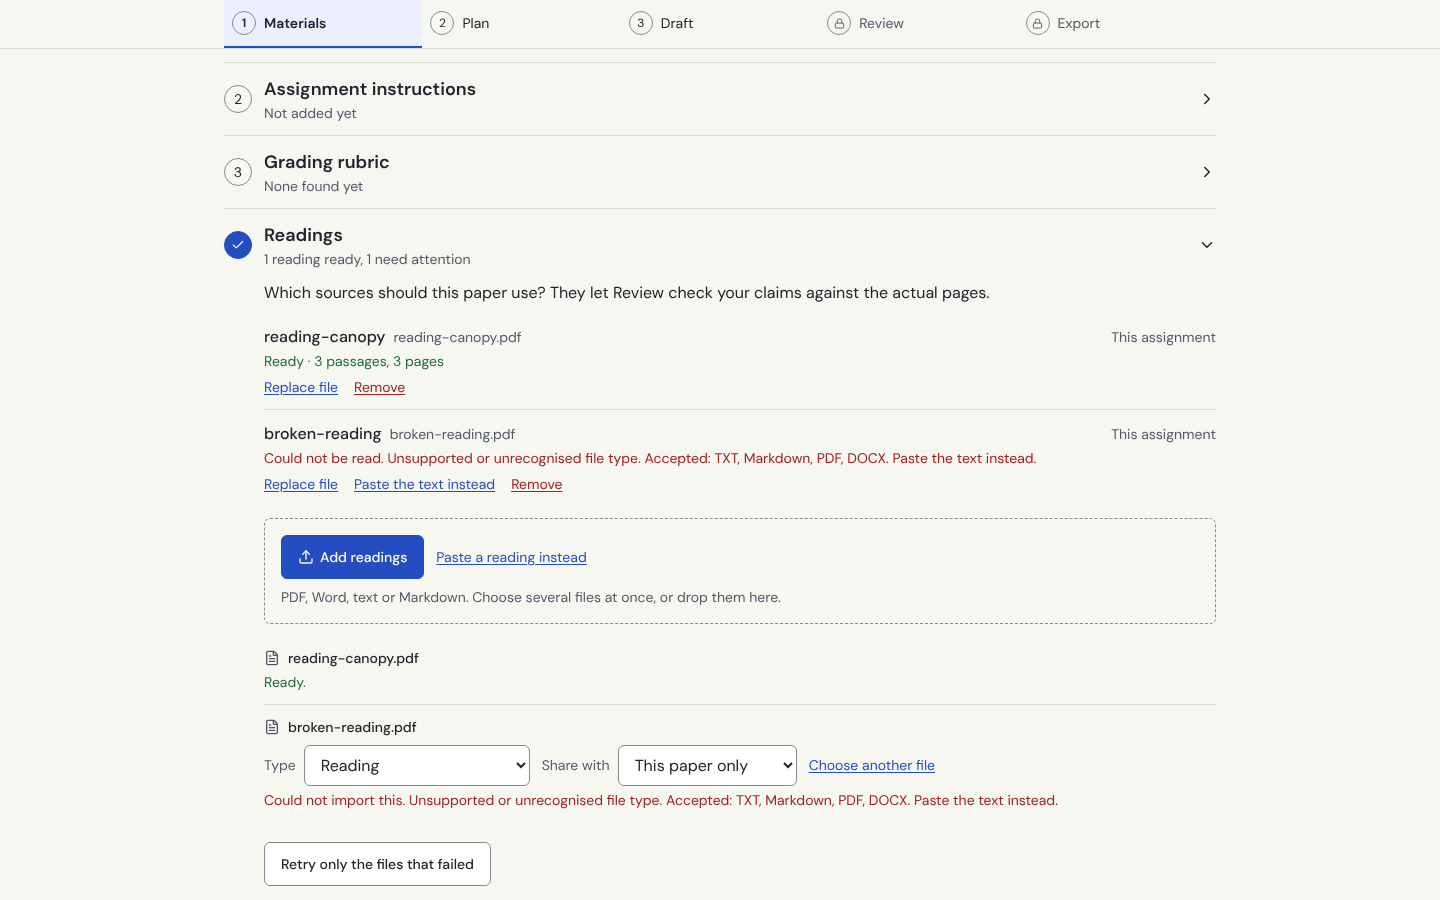 1 Materials
2 Plan
3 Draft
Review
Export
2 Assignment instructions
Not added yet
3 Grading rubric
None found yet
Readings
1 reading ready, 1 need attention
Which sources should this paper use? They let Review check your claims against the actual pages.
reading-canopy reading-canopy.pdf This assignment
Ready · 3 passages, 3 pages
Replace file Remove
broken-reading broken-reading.pdf This assignment
Could not be read. Unsupported or unrecognised file type. Accepted: TXT, Markdown, PDF, DOCX. Paste the text instead.
Replace file Paste the text instead Remove
Add readings Paste a reading instead
PDF, Word, text or Markdown. Choose several files at once, or drop them here.
reading-canopy.pdf
Ready.
broken-reading.pdf
Type Reading Share with This paper only Choose another file
Could not import this. Unsupported or unrecognised file type. Accepted: TXT, Markdown, PDF, DOCX. Paste the text instead.
Retry only the files that failed